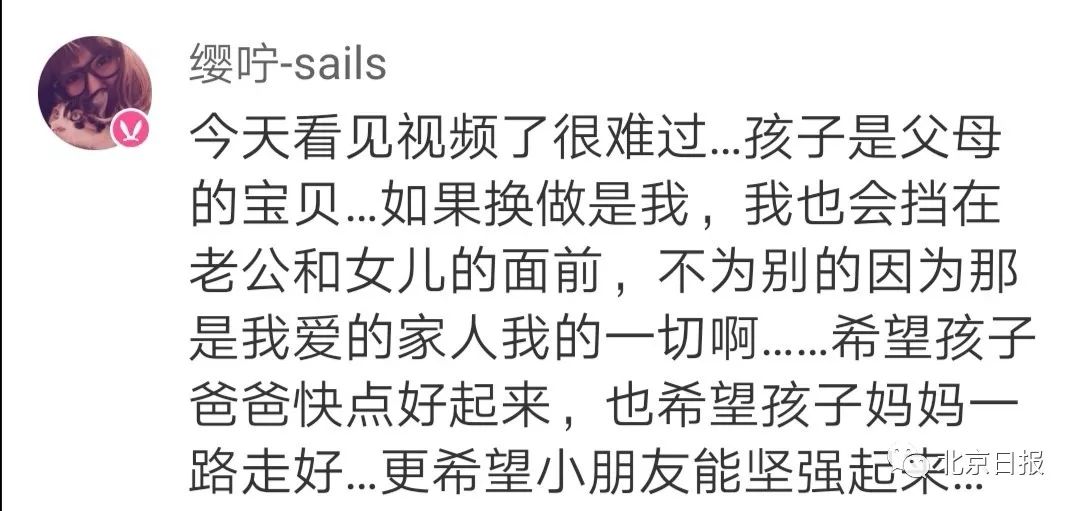 缨咛-sails
今天看见视频了很难过...孩子是父母
的宝贝...如果换做是我，我也会挡在
老公和女儿的面前，不为别的因为那
是我爱的家人我的一切啊......希望孩子
爸爸快点好起来，也希望孩子妈妈一
路走好...更希望小朋友能坚强起来...
北京日报